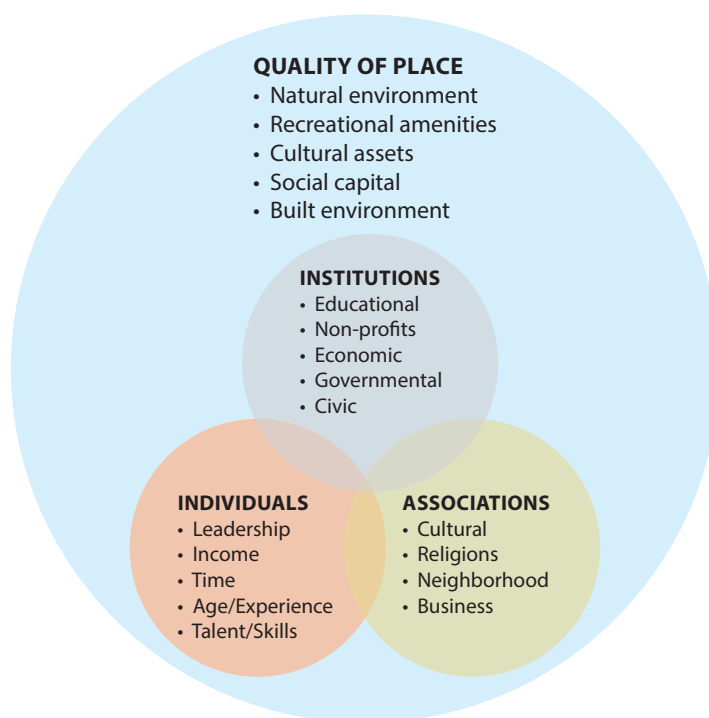 QUALITY OF PLACE
• Natural environment
• Recreational amenities
• Cultural assets
• Social capital
• Built environment
INSTITUTIONS
• Educational
• Non-profits
• Economic
• Governmental
• Civic
INDIVIDUALS
• Leadership
• Income
• Time
• Age/Experience
• Talent/Skills
ASSOCIATIONS
• Cultural
• Religions
• Neighborhood
• Business